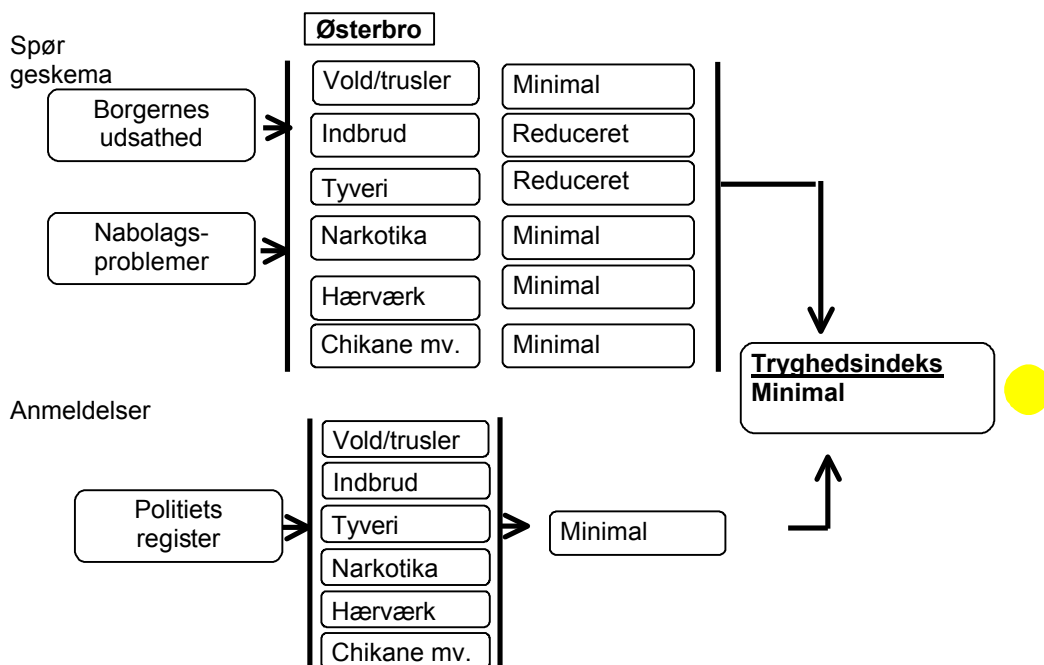 Østerbro
Spør
geskema
Borgernes
udsathed
Nabolags-
problemer
Vold/trusler
Minimal
Indbrud
Reduceret
Tyveri
Reduceret
Narkotika
Minimal
Hærværk
Minimal
Chikane mv.
Minimal
Tryghedsindeks
Minimal
Anmeldelser
Politiets
register
Vold/trusler
Indbrud
Tyveri
Narkotika
Hærværk
Chikane mv.
Minimal